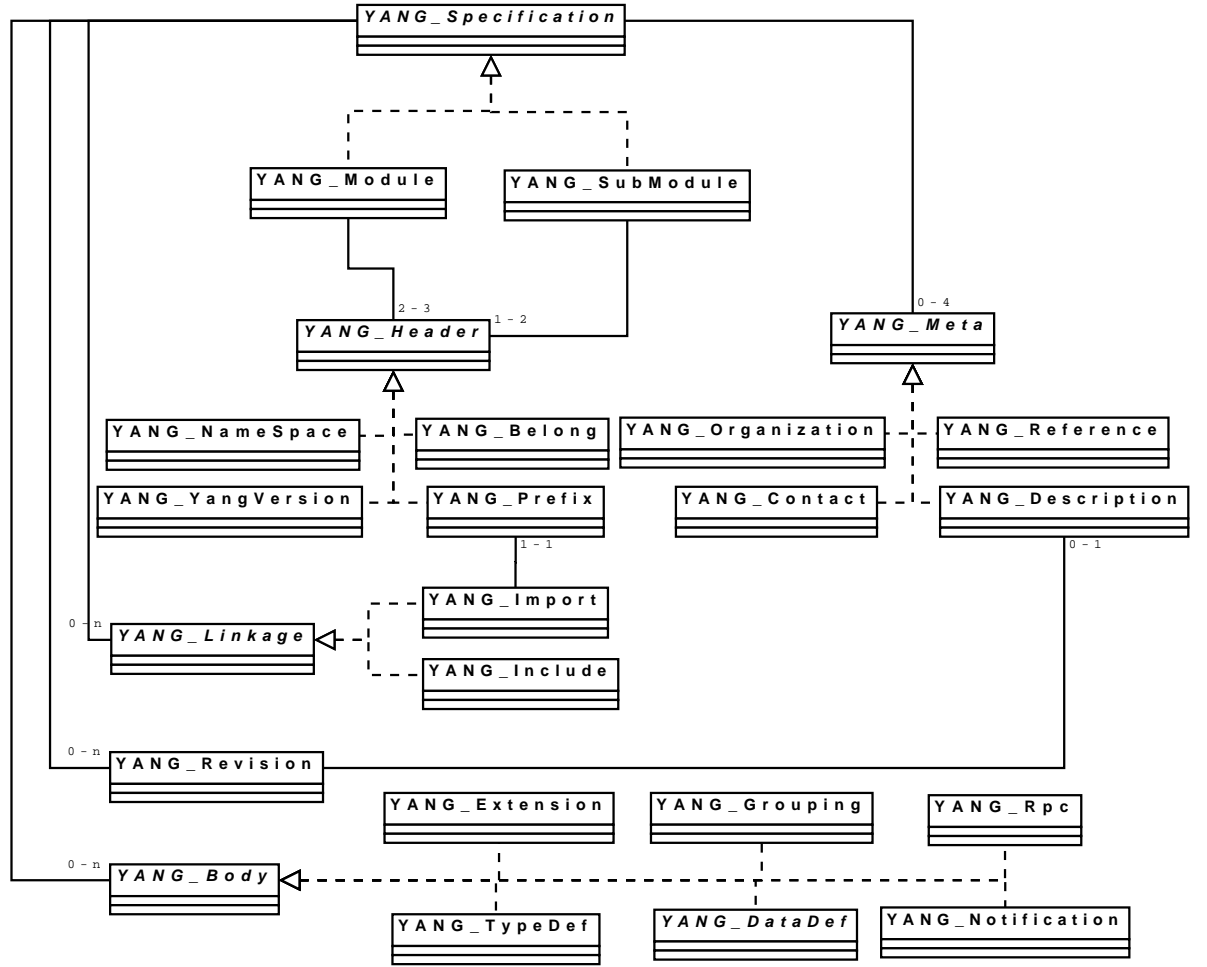 YANG_Specification
YANG_Module
YANG_SubModule
0-4
2-3
1-2
YANG_Header
YANG_Meta
YANG_NameSpace
YANG_Belong
YANG_Organization
YANG_Reference
YANG_YangVersion
YANG_Prefix
YANG_Contact
YANG_Description
1-1
0-1
YANG_Import
0-n
YANG_Linkage
YANG_Include
0-n
YANG_Revision
YANG_Extension
YANG_Grouping
YANG_Rpc
0-n
YANG_Body
YANG_TypeDef
YANG_DataDef
YANG_Notification